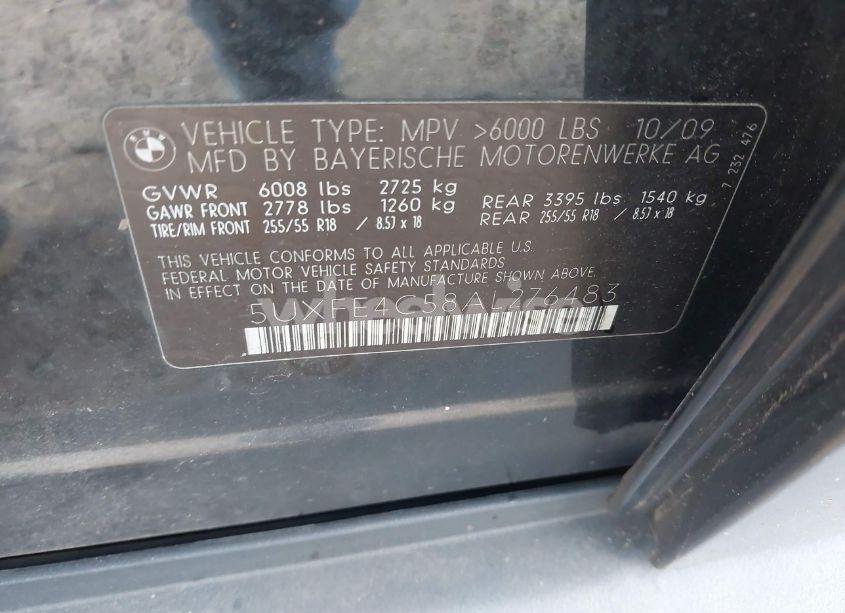 BMW
VEHICLE TYPE: MPV >6000 LBS 10/09
MFD BY BAYERISCHE MOTORENWERKE AG
GVWR 6008 lbs 2725 kg
GAWR FRONT 2778 lbs 1260 kg REAR 3395 lbs 1540 kg
TIRE/RIM FRONT 255/55 R18 / 8.5J x 18 REAR 255/55 R18 / 8.5J x 18
THIS VEHICLE CONFORMS TO ALL APPLICABLE U.S.
FEDERAL MOTOR VEHICLE SAFETY STANDARDS
IN EFFECT ON DATE OF MANUFACTURE SHOWN ABOVE.
7 232 476